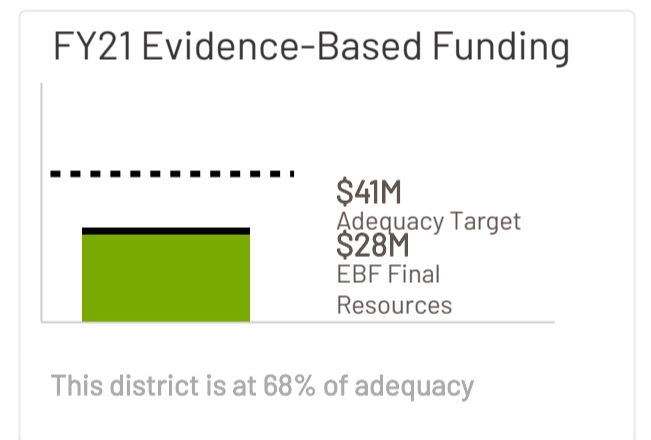 FY21 Evidence-Based Funding
$41M
Adequacy Target
$28M
EBF Final
Resources
This district is at 68% of adequacy